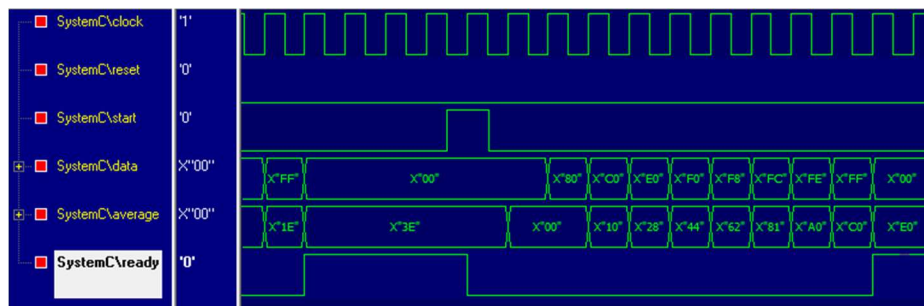 SystemC\clock '1'
SystemC\reset '0'
SystemC\start '0'
SystemC\data X"00" X"FF" X"00" X"80" X"C0" X"E0" X"F0" X"F8" X"FC" X"FE" X"FF" X"00"
SystemC\average X"00" X"1E" X"3E" X"00" X"10" X"28" X"44" X"62" X"81" X"A0" X"C0" X"E0"
SystemC\ready '0'